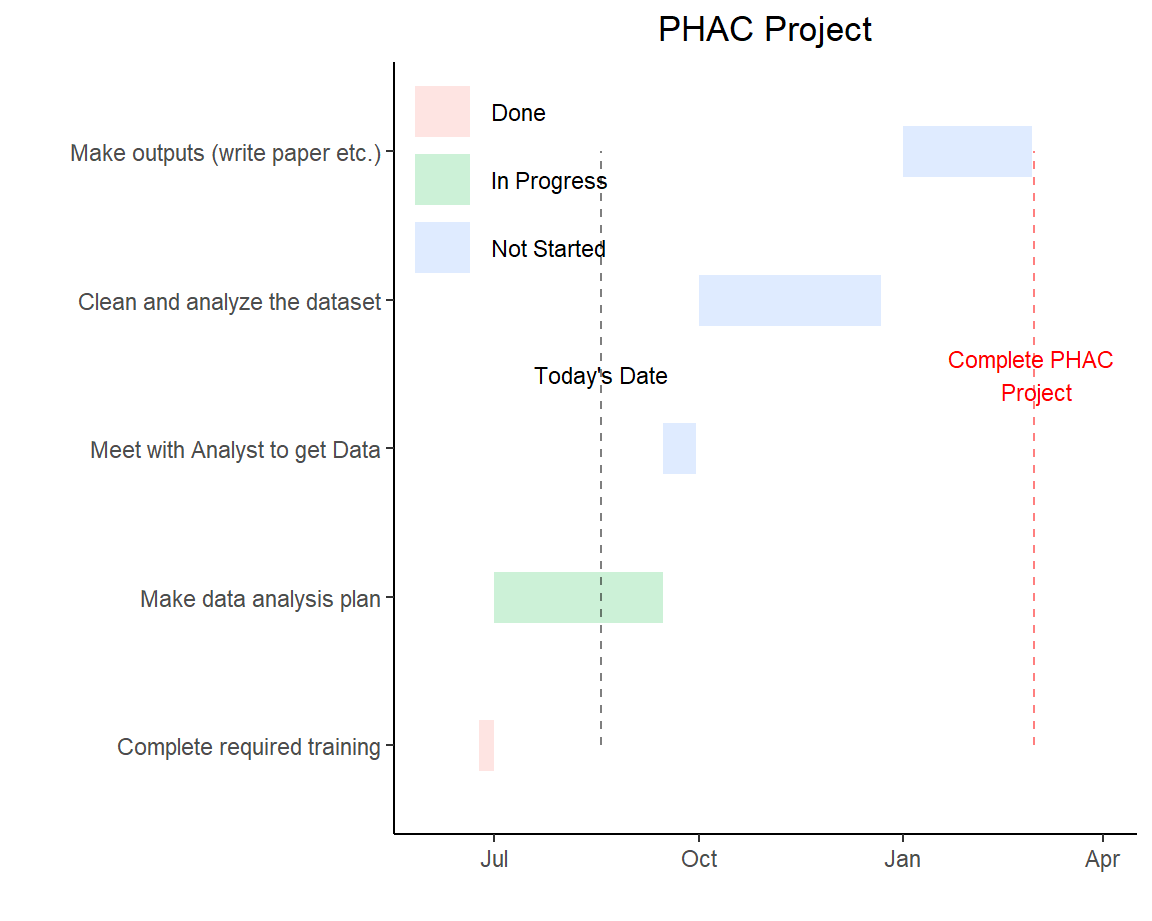 PHAC Project
Done
Make outputs (write paper etc.)
In Progress
Not Started
Clean and analyze the dataset
Complete PHAC
Project
Today's Date
Meet with Analyst to get Data
Make data analysis plan
Complete required training
Jul
Oct
Jan
Apr